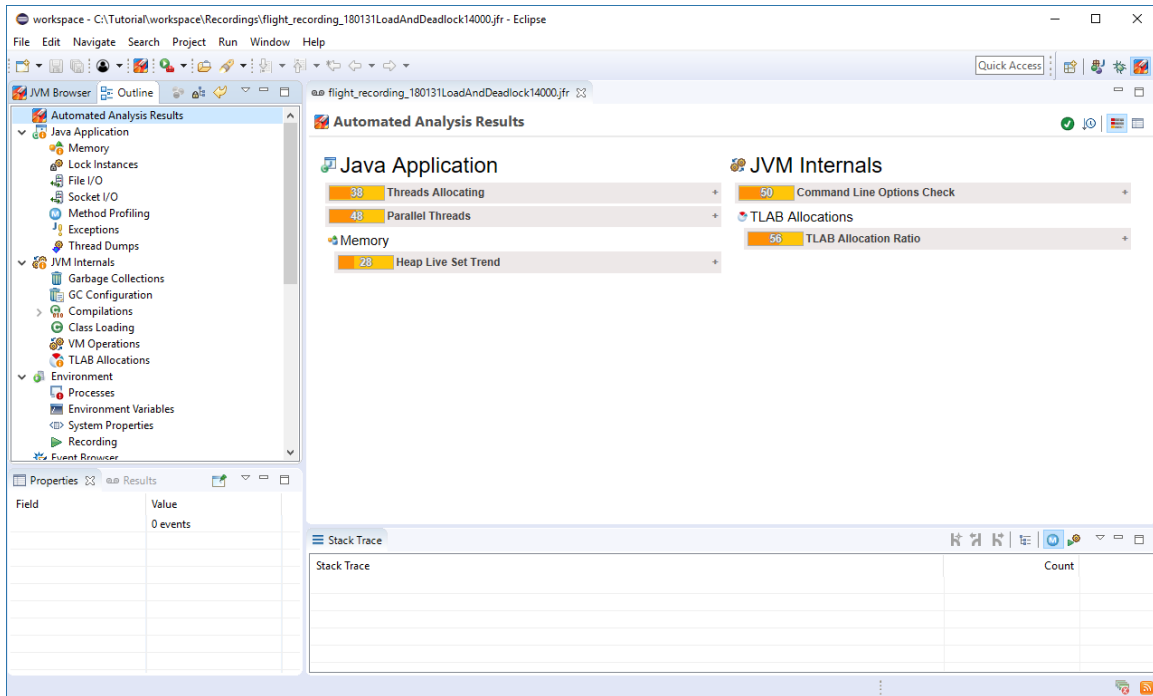 workspace - C:\Tutorial\workspace\Recordings\flight_recording_180131LoadAndDeadlock14000.jfr - Eclipse
File Edit Navigate Search Project Run Window Help
Quick Access
JVM Browser Outline
Automated Analysis Results
Java Application
Memory
Lock Instances
File I/O
Socket I/O
Method Profiling
Exceptions
Thread Dumps
JVM Internals
Garbage Collections
GC Configuration
Compilations
Class Loading
VM Operations
TLAB Allocations
Environment
Processes
Environment Variables
System Properties
Recording
Event Browser
flight_recording_180131LoadAndDeadlock14000.jfr
Automated Analysis Results
Java Application
38 Threads Allocating +
48 Parallel Threads +
Memory
28 Heap Live Set Trend +
JVM Internals
50 Command Line Options Check +
TLAB Allocations
56 TLAB Allocation Ratio +
Properties Results
Field Value
0 events
Stack Trace
Stack Trace Count